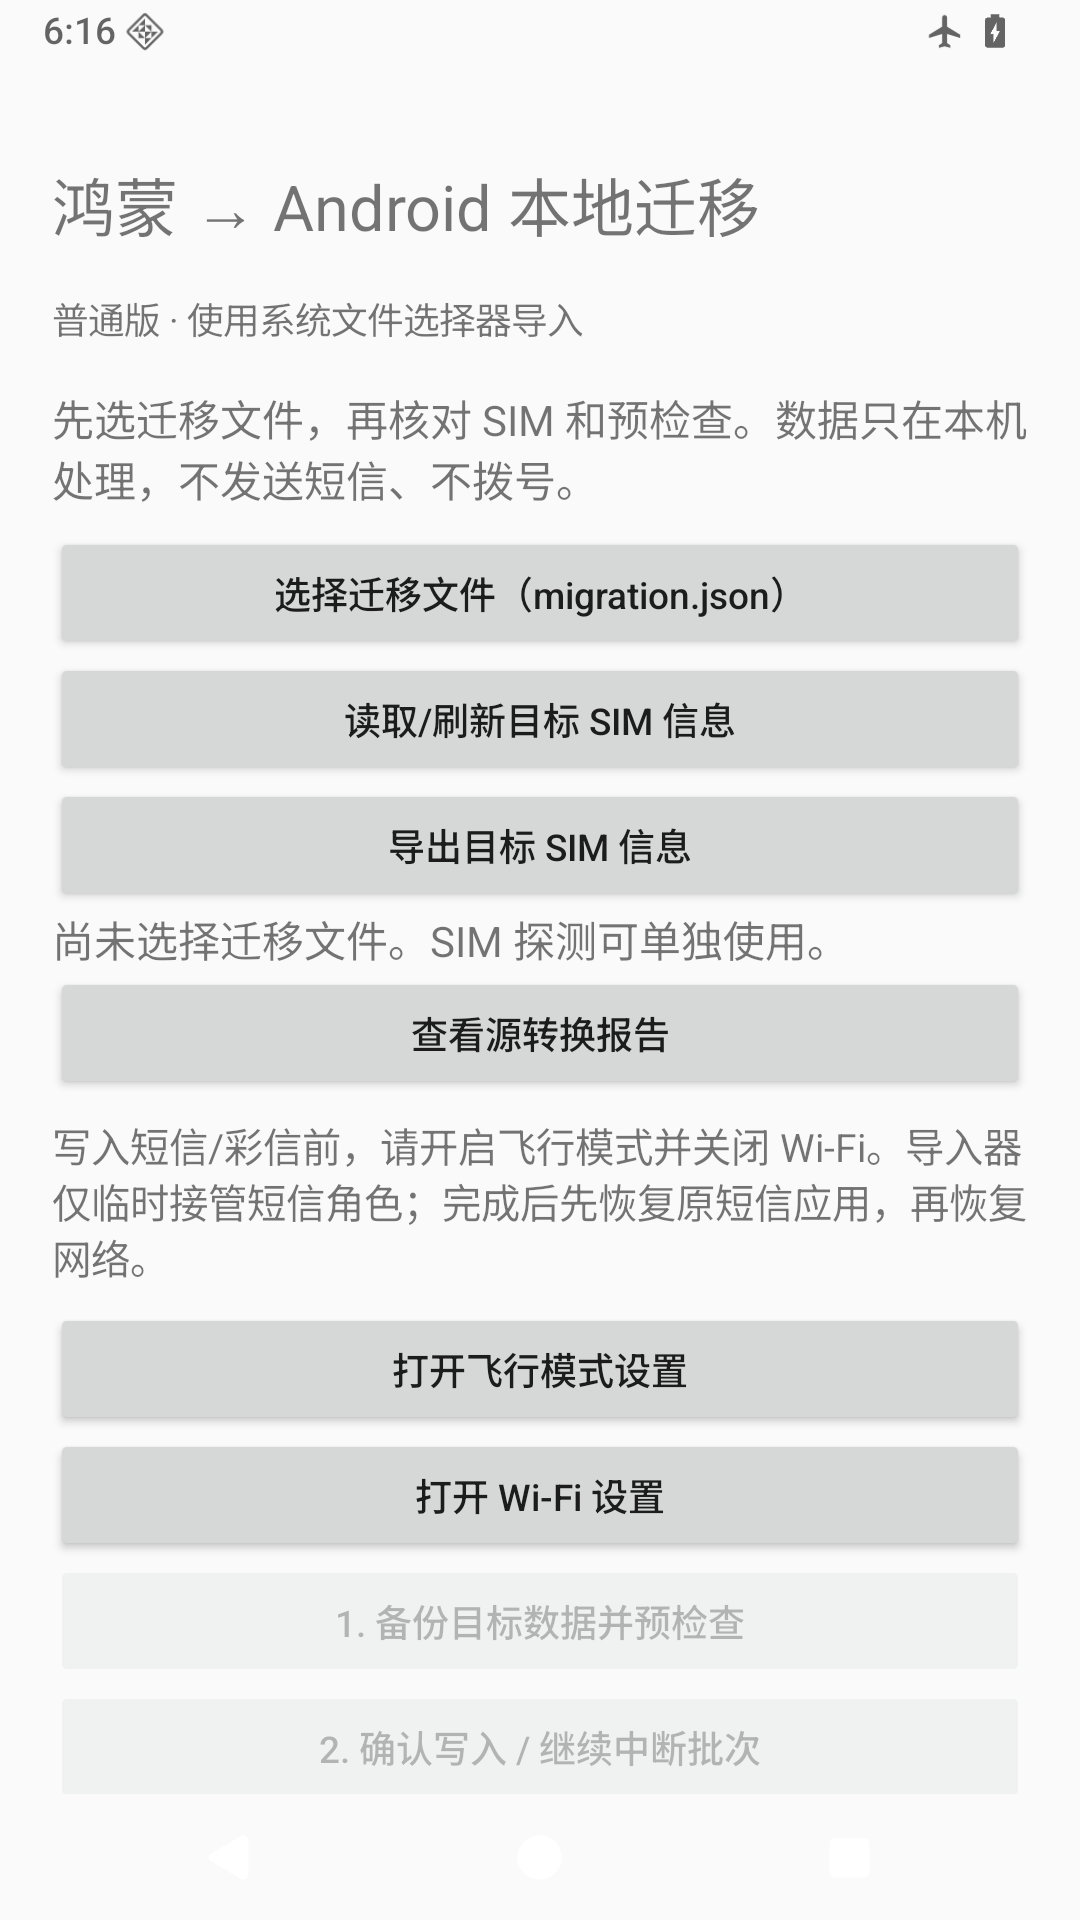 6:16
鸿蒙 → Android 本地迁移
普通版 · 使用系统文件选择器导入
先选迁移文件，再核对 SIM 和预检查。数据只在本机
处理，不发送短信、不拨号。
选择迁移文件（migration.json）
读取/刷新目标 SIM 信息
导出目标 SIM 信息
尚未选择迁移文件。SIM 探测可单独使用。
查看源转换报告
写入短信/彩信前，请开启飞行模式并关闭 Wi-Fi。导入器
仅临时接管短信角色；完成后先恢复原短信应用，再恢复
网络。
打开飞行模式设置
打开 Wi-Fi 设置
1. 备份目标数据并预检查
2. 确认写入 / 继续中断批次